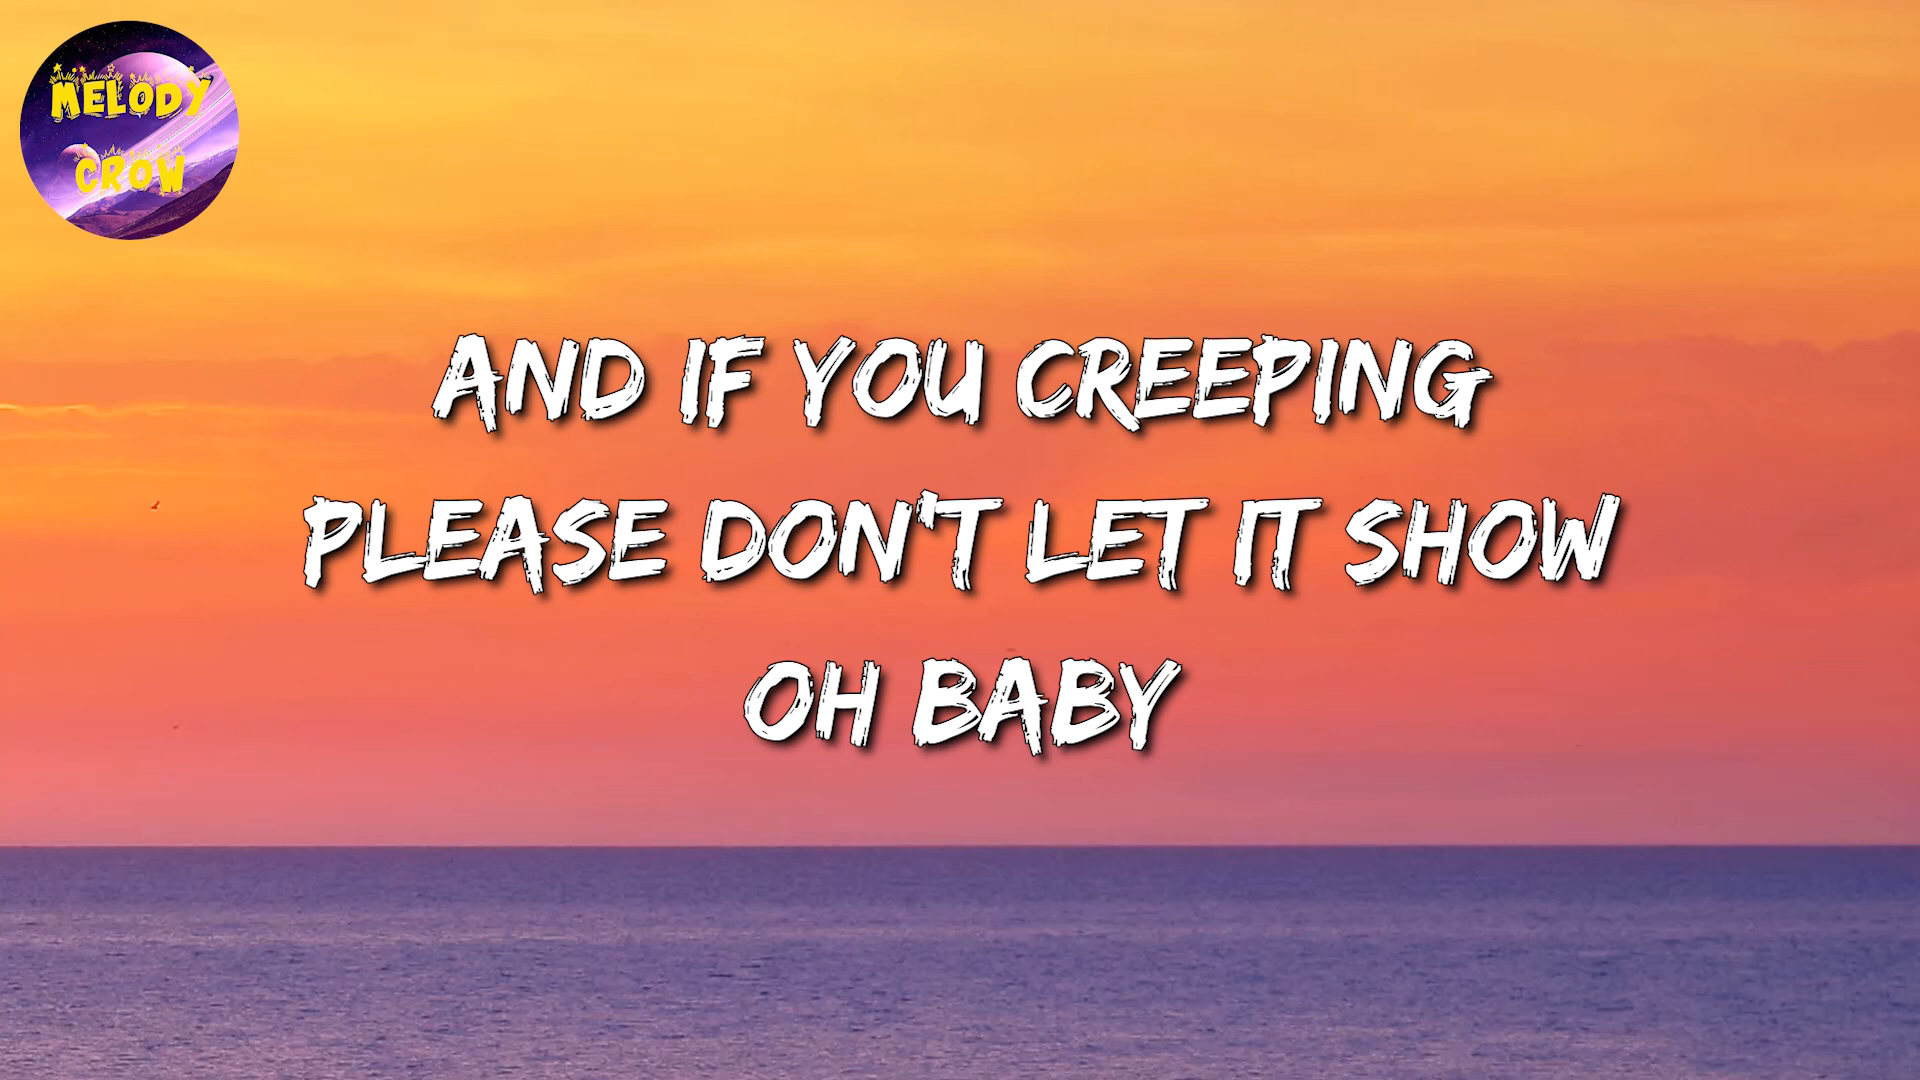 MELODY
CROW
AND IF YOU CREEPING
PLEASE DON'T LET IT SHOW
OH BABY